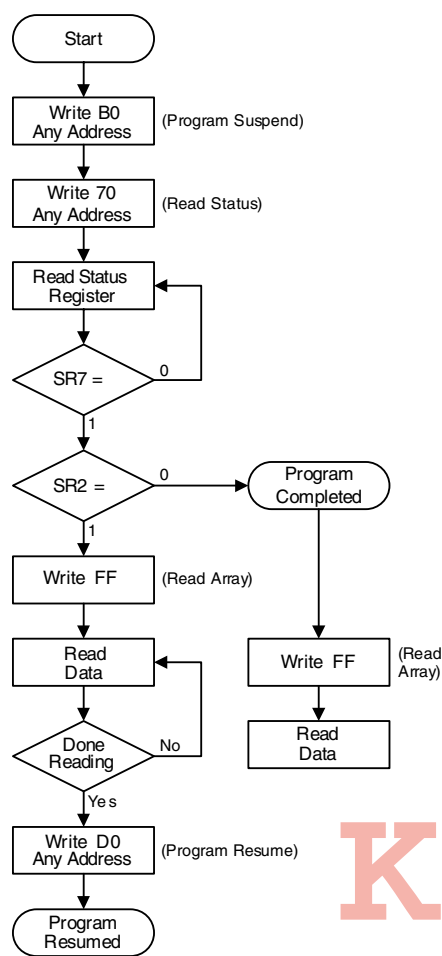 Start
Write B0
Any Address
(Program Suspend)
Write 70
Any Address
(Read Status)
Read Status
Register
SR7 =
0
1
SR2 =
0
1
Program
Completed
Write FF
(Read Array)
Read
Data
Done
Reading
No
Yes
Write D0
Any Address
(Program Resume)
Program
Resumed
Write FF
(Read
Array)
Read
Data
K